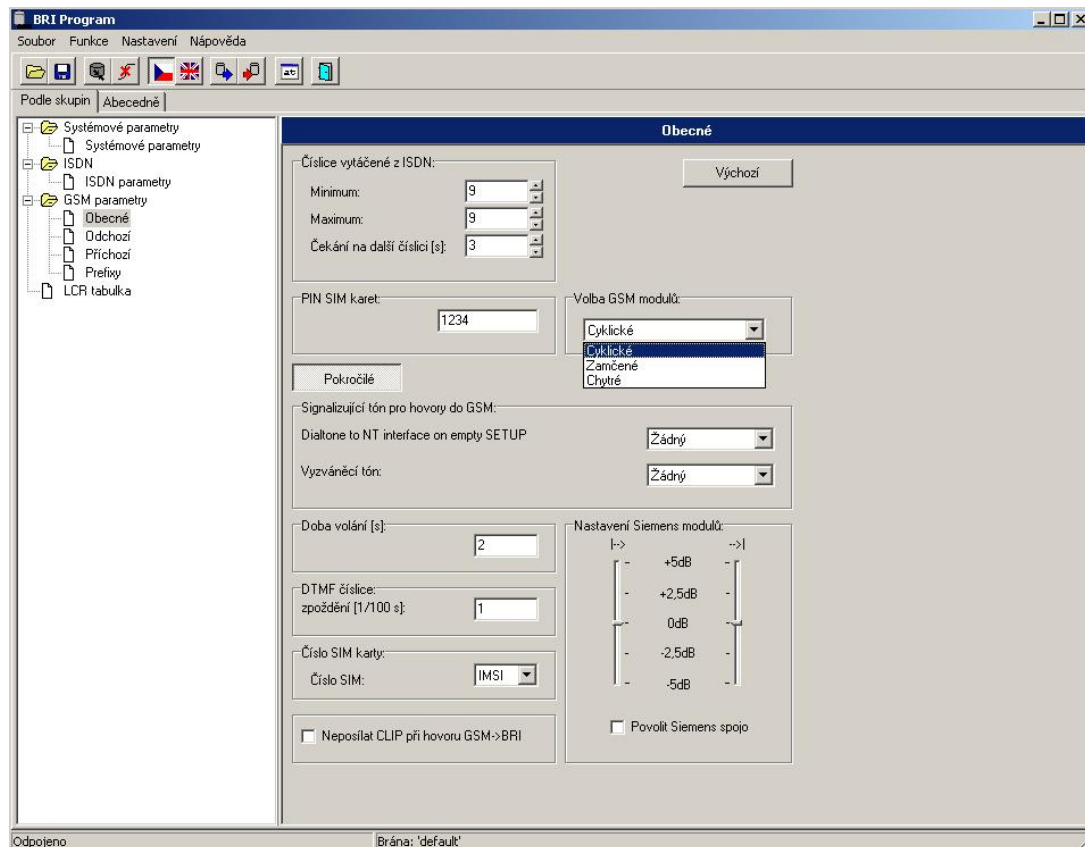 BRI Program
Soubor Funkce Nastavení Nápověda
Podle skupin Abecedně
Systémové parametry
Systémové parametry
ISDN
ISDN parametry
GSM parametry
Obecné
Odchozí
Příchozí
Prefixy
LCR tabulka
Obecné
Číslice vytáčené z ISDN:
Minimum: 9
Maximum: 9
Čekání na další číslici [s]: 3
Výchozí
PIN SIM karet:
1234
Volba GSM modulů:
Cyklické
Cyklické
Zamčené
Chytré
Pokročilé
Signalizující tón pro hovory do GSM:
Dialtone to NT interface on empty SETUP Žádný
Vyzváněcí tón: Žádný
Doba volání [s]:
2
DTMF číslice:
zpoždění [1/100 s]: 1
Číslo SIM karty:
Číslo SIM: IMSI
Neposílat CLIP při hovoru GSM->BRI
Nastavení Siemens modulů:
|--> -->|
+5dB
+2,5dB
0dB
-2,5dB
-5dB
Povolit Siemens spojo
Odpojeno Brána: 'default'